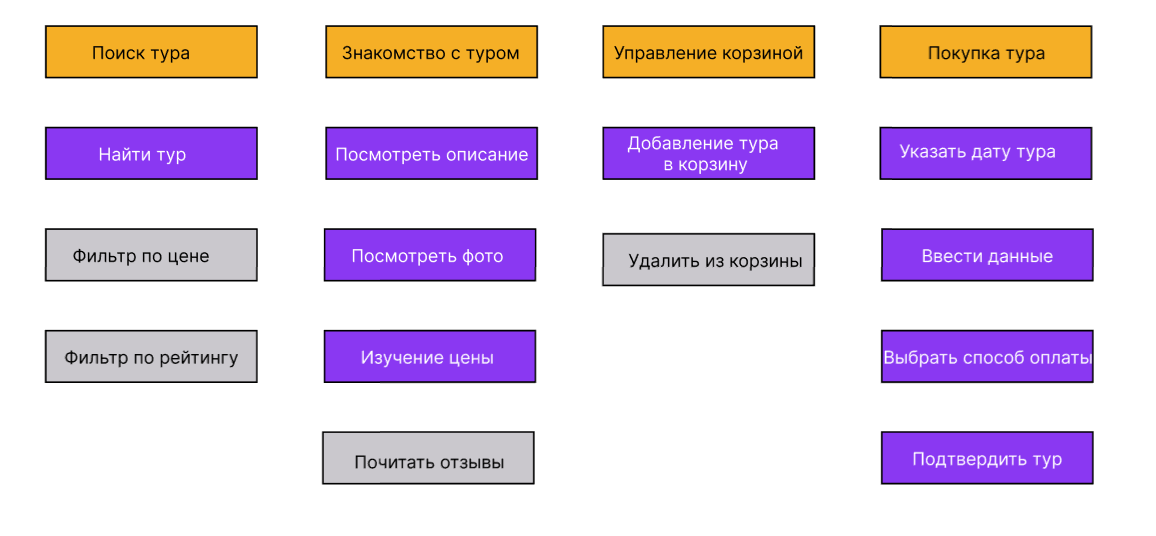 Поиск тура
Знакомство с туром
Управление корзиной
Покупка тура
Найти тур
Посмотреть описание
Добавление тура
в корзину
Указать дату тура
Фильтр по цене
Посмотреть фото
Удалить из корзины
Ввести данные
Фильтр по рейтингу
Изучение цены
Выбрать способ оплаты
Почитать отзывы
Подтвердить тур